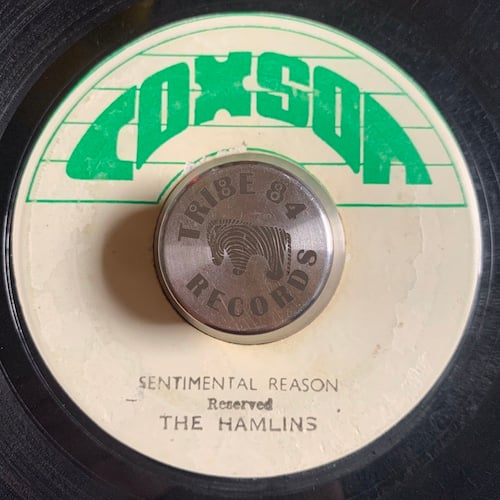 COXSON
TRIBE 84
RECORDS
SENTIMENTAL REASON
Reserved
THE HAMLINS